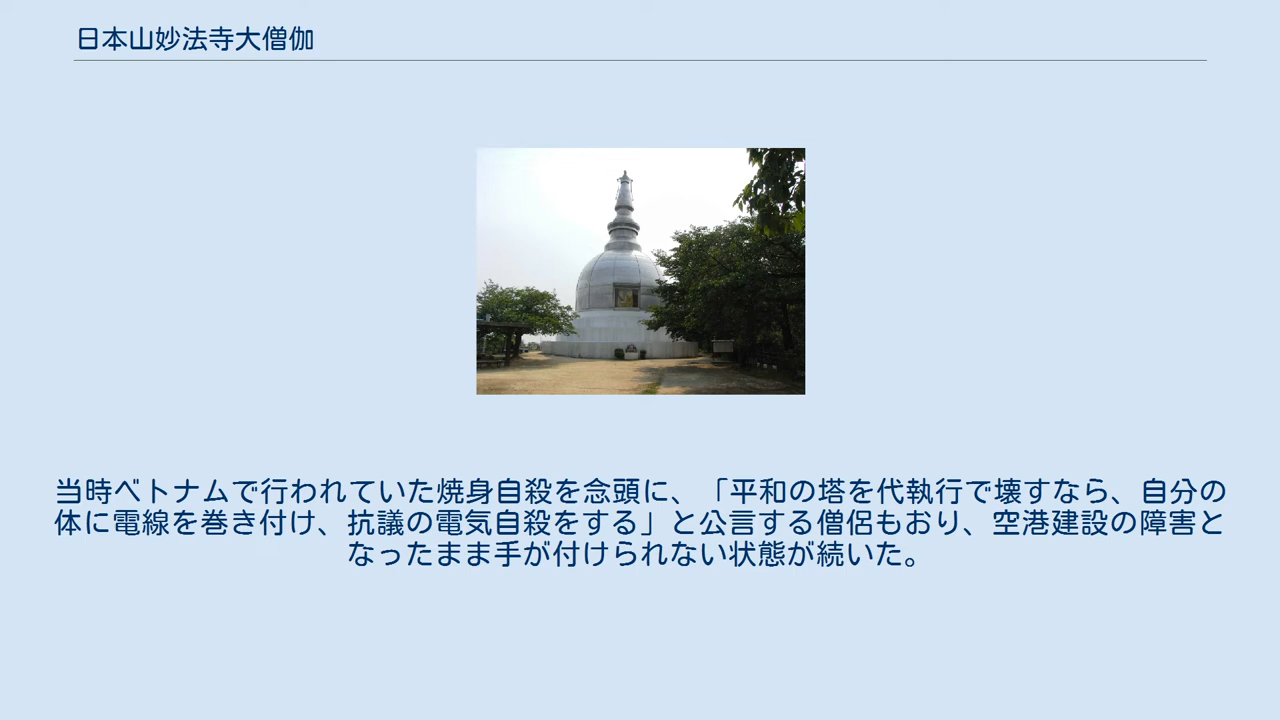 日本山妙法寺大僧伽
当時ベトナムで行われていた焼身自殺を念頭に、「平和の塔を代執行で壊すなら、自分の
体に電線を巻き付け、抗議の電気自殺をする」と公言する僧侶もおり、空港建設の障害と
なったまま手が付けられない状態が続いた。